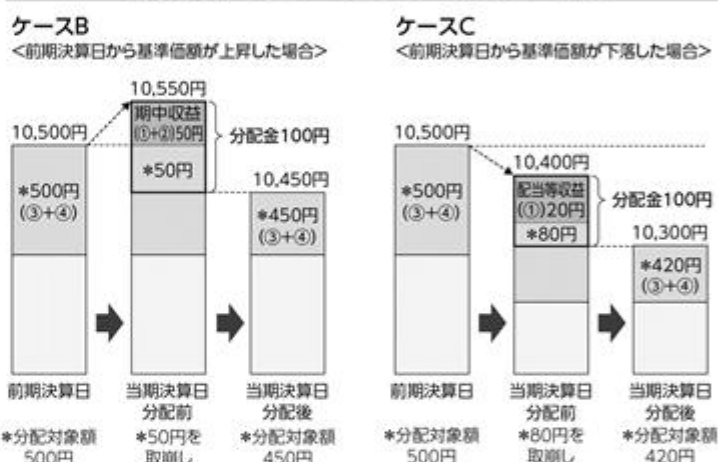 ケースB
<前期決算日から基準価額が上昇した場合>
10,550円
期中収益
(①+②)50円
分配金100円
10,500円
*50円
*500円
(③+④)
10,450円
*450円
(③+④)
前期決算日
当期決算日
分配前
当期決算日
分配後
*分配対象額
500円
*50円を
取崩し
*分配対象額
450円
ケースC
<前期決算日から基準価額が下落した場合>
10,500円
10,400円
*500円
(③+④)
配当等収益
(①)20円
分配金100円
*80円
10,300円
*420円
(③+④)
前期決算日
当期決算日
分配前
当期決算日
分配後
*分配対象額
500円
*80円を
取崩し
*分配対象額
420円